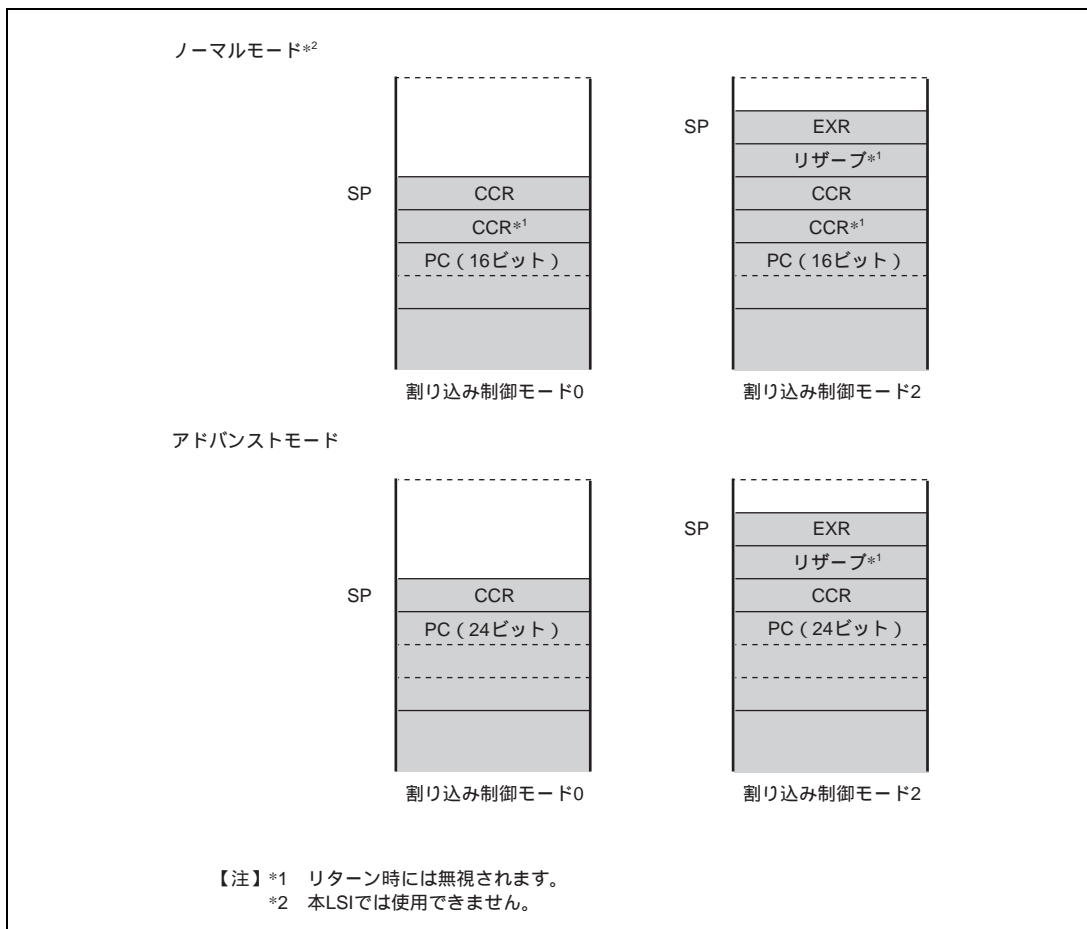 ノーマルモード*2
SP
CCR
CCR*1
PC（16ビット）
割り込み制御モード0
SP
EXR
リザーブ*1
CCR
CCR*1
PC（16ビット）
割り込み制御モード2
アドバンストモード
SP
CCR
PC（24ビット）
割り込み制御モード0
SP
EXR
リザーブ*1
CCR
PC（24ビット）
割り込み制御モード2
【注】*1 リターン時には無視されます。
*2 本LSIでは使用できません。